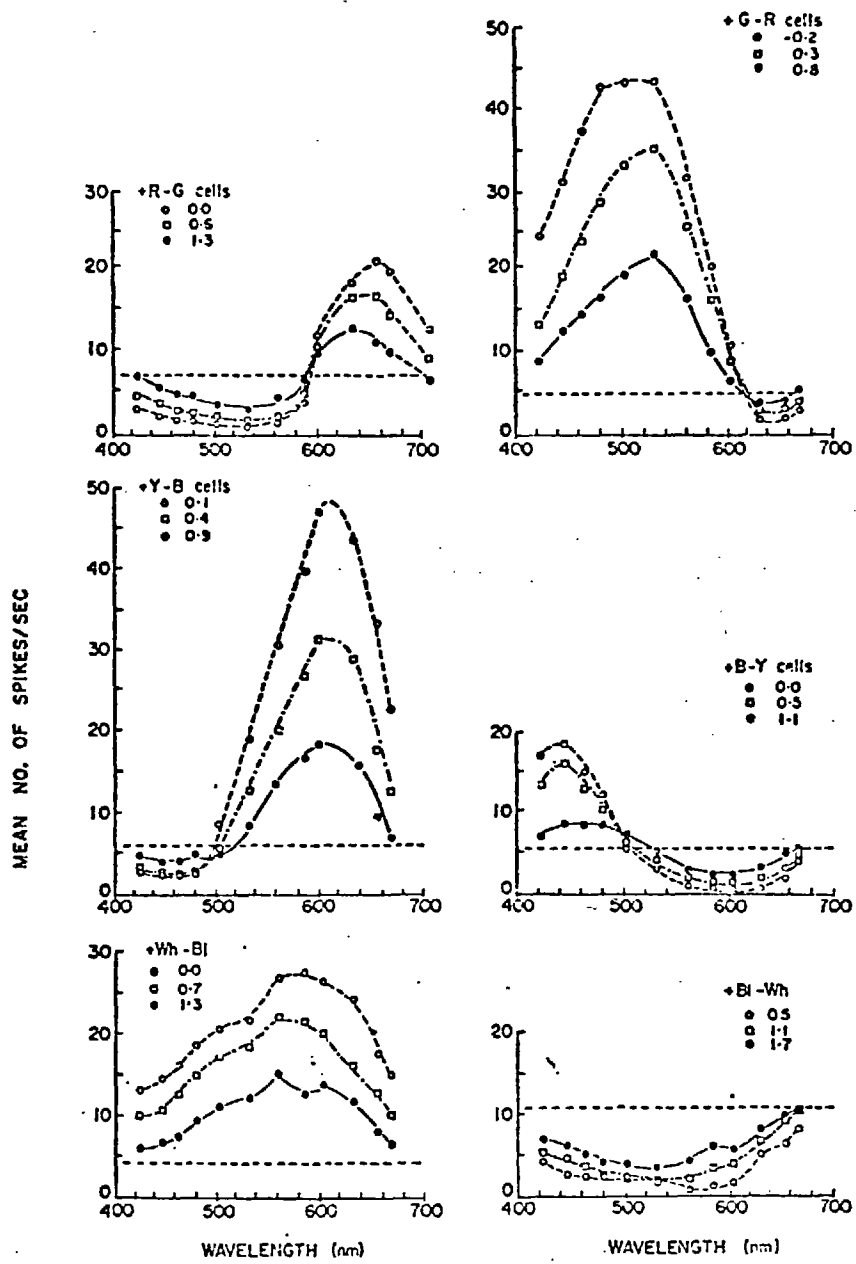 +G-R cells
-0.2
0.3
0.8
50
40
30
20
10
0
400 500 600 700
+R-G cells
0.0
0.5
1.3
30
20
10
0
400 500 600 700
+Y-B cells
0.1
0.4
0.9
50
40
30
20
10
0
400 500 600 700
+B-Y cells
0.0
0.5
1.1
20
10
0
400 500 600 700
+Wh-Bl
0.0
0.7
1.3
30
20
10
0
400 500 600 700
+Bl-Wh
0.5
1.1
1.7
20
10
0
400 500 600 700
MEAN NO. OF SPIKES/SEC
WAVELENGTH (nm)
WAVELENGTH (nm)